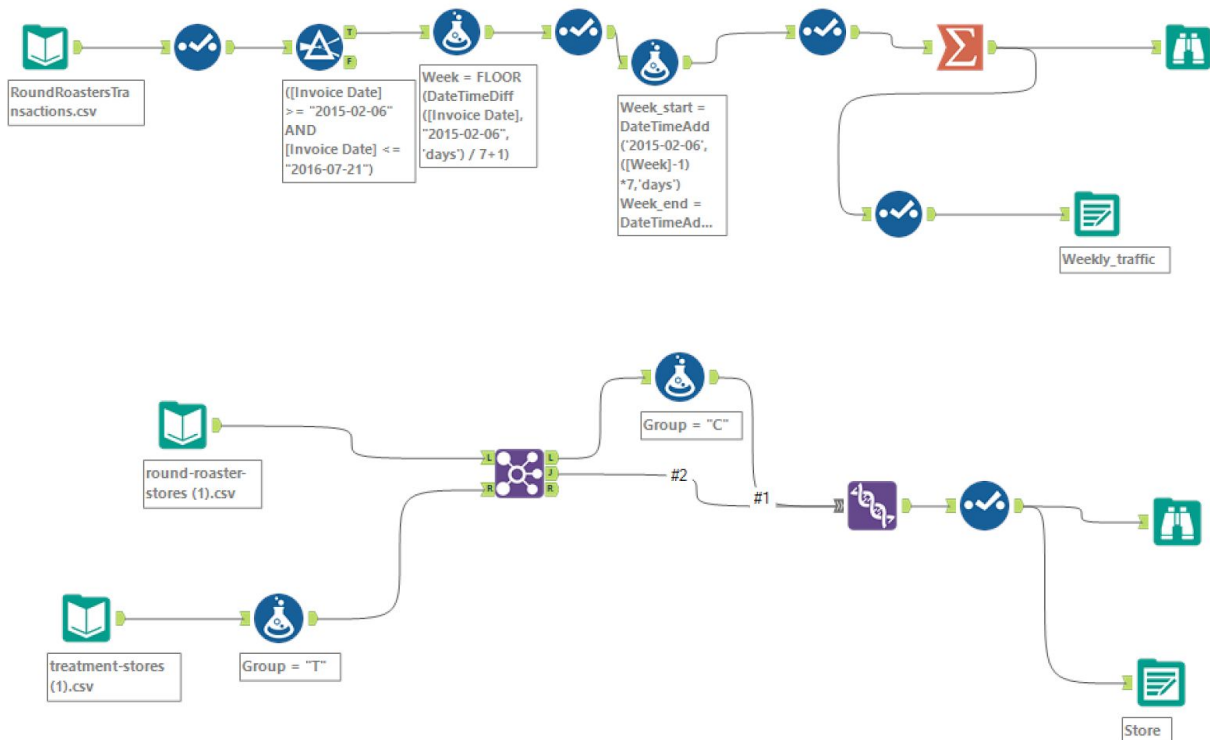 RoundRoastersTra
nsactions.csv
([Invoice Date]
>= "2015-02-06"
AND
[Invoice Date] <=
"2016-07-21")
T
F
Week = FLOOR
(DateTimeDiff
([Invoice Date],
"2015-02-06",
'days') / 7+1)
Week_start =
DateTimeAdd
('2015-02-06',
([Week]-1)
*7,'days')
Week_end =
DateTimeAd...
Σ
Weekly_traffic
Group = "C"
round-roaster-
stores (1).csv
L
R
L
J
R
#2
#1
treatment-stores
(1).csv
Group = "T"
Store